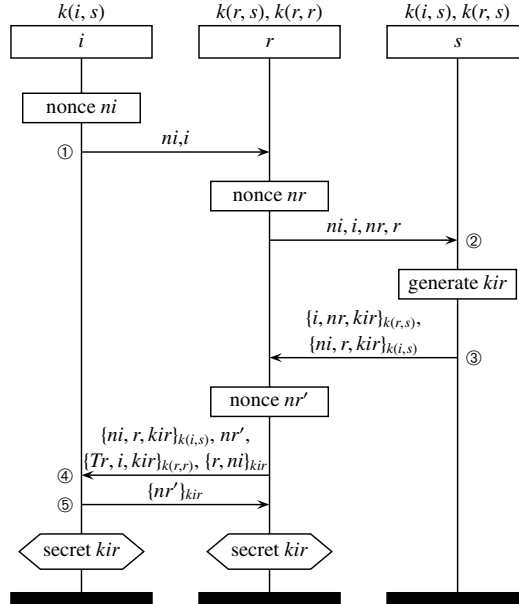 k(i, s) k(r, s), k(r, r) k(i, s), k(r, s)
i r s
nonce ni
① ni,i
nonce nr
ni, i, nr, r ②
generate kir
{i, nr, kir}k(r,s),
{ni, r, kir}k(i,s) ③
nonce nr′
{ni, r, kir}k(i,s), nr′,
④ {Tr, i, kir}k(r,r), {r, ni}kir
⑤ {nr′}kir
secret kir secret kir